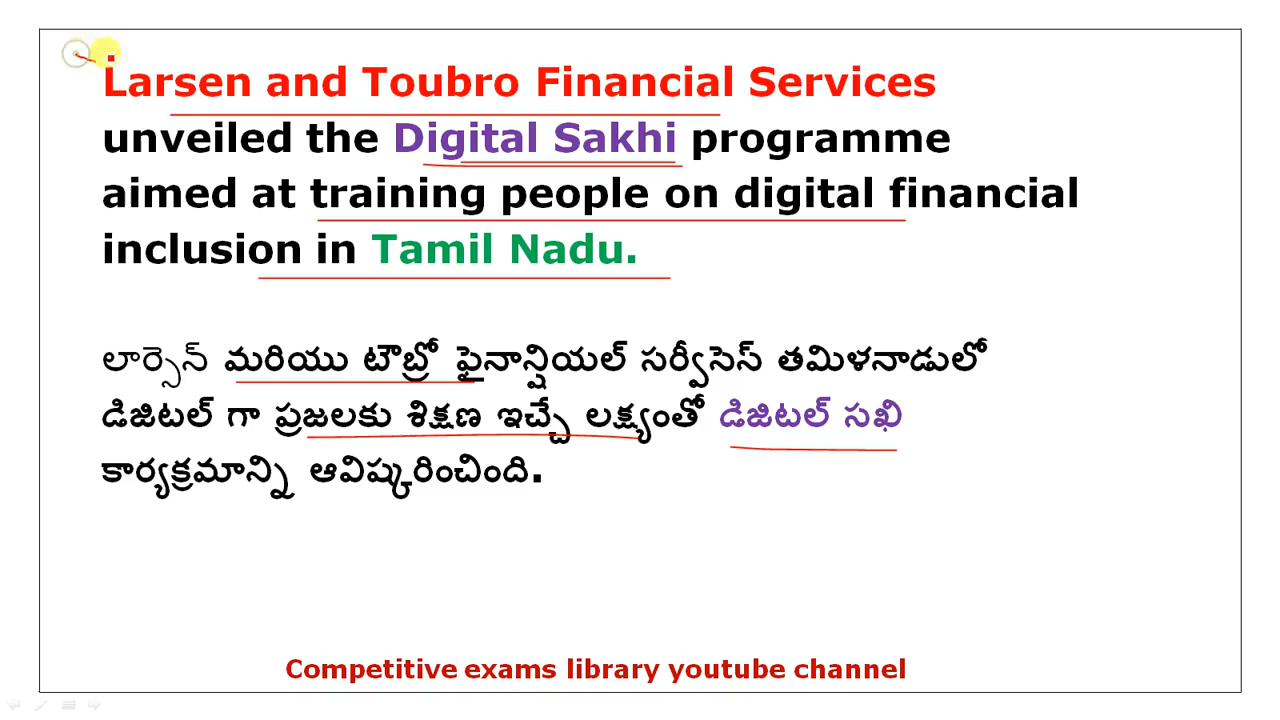 Larsen and Toubro Financial Services
unveiled the Digital Sakhi programme
aimed at training people on digital financial
inclusion in Tamil Nadu.
లార్సెన్ మరియు టౌబ్రో ఫైనాన్షియల్ సర్వీసెస్ తమిళనాడులో
డిజిటల్ గా ప్రజలకు శిక్షణ ఇచ్చే లక్ష్యంతో డిజిటల్ సఖి
కార్యక్రమాన్ని ఆవిష్కరించింది.
Competitive exams library youtube channel